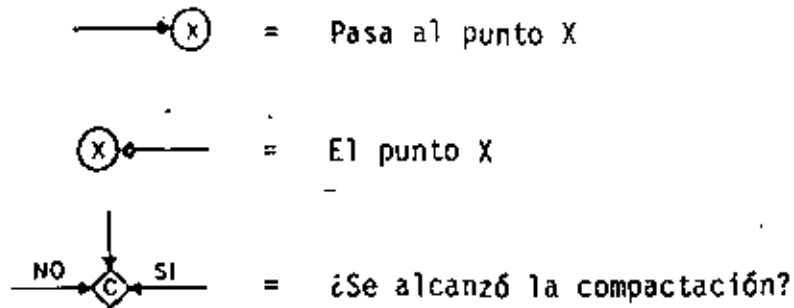 X = Pasa al punto X
X = El punto X
NO C SI = ¿Se alcanzó la compactación?